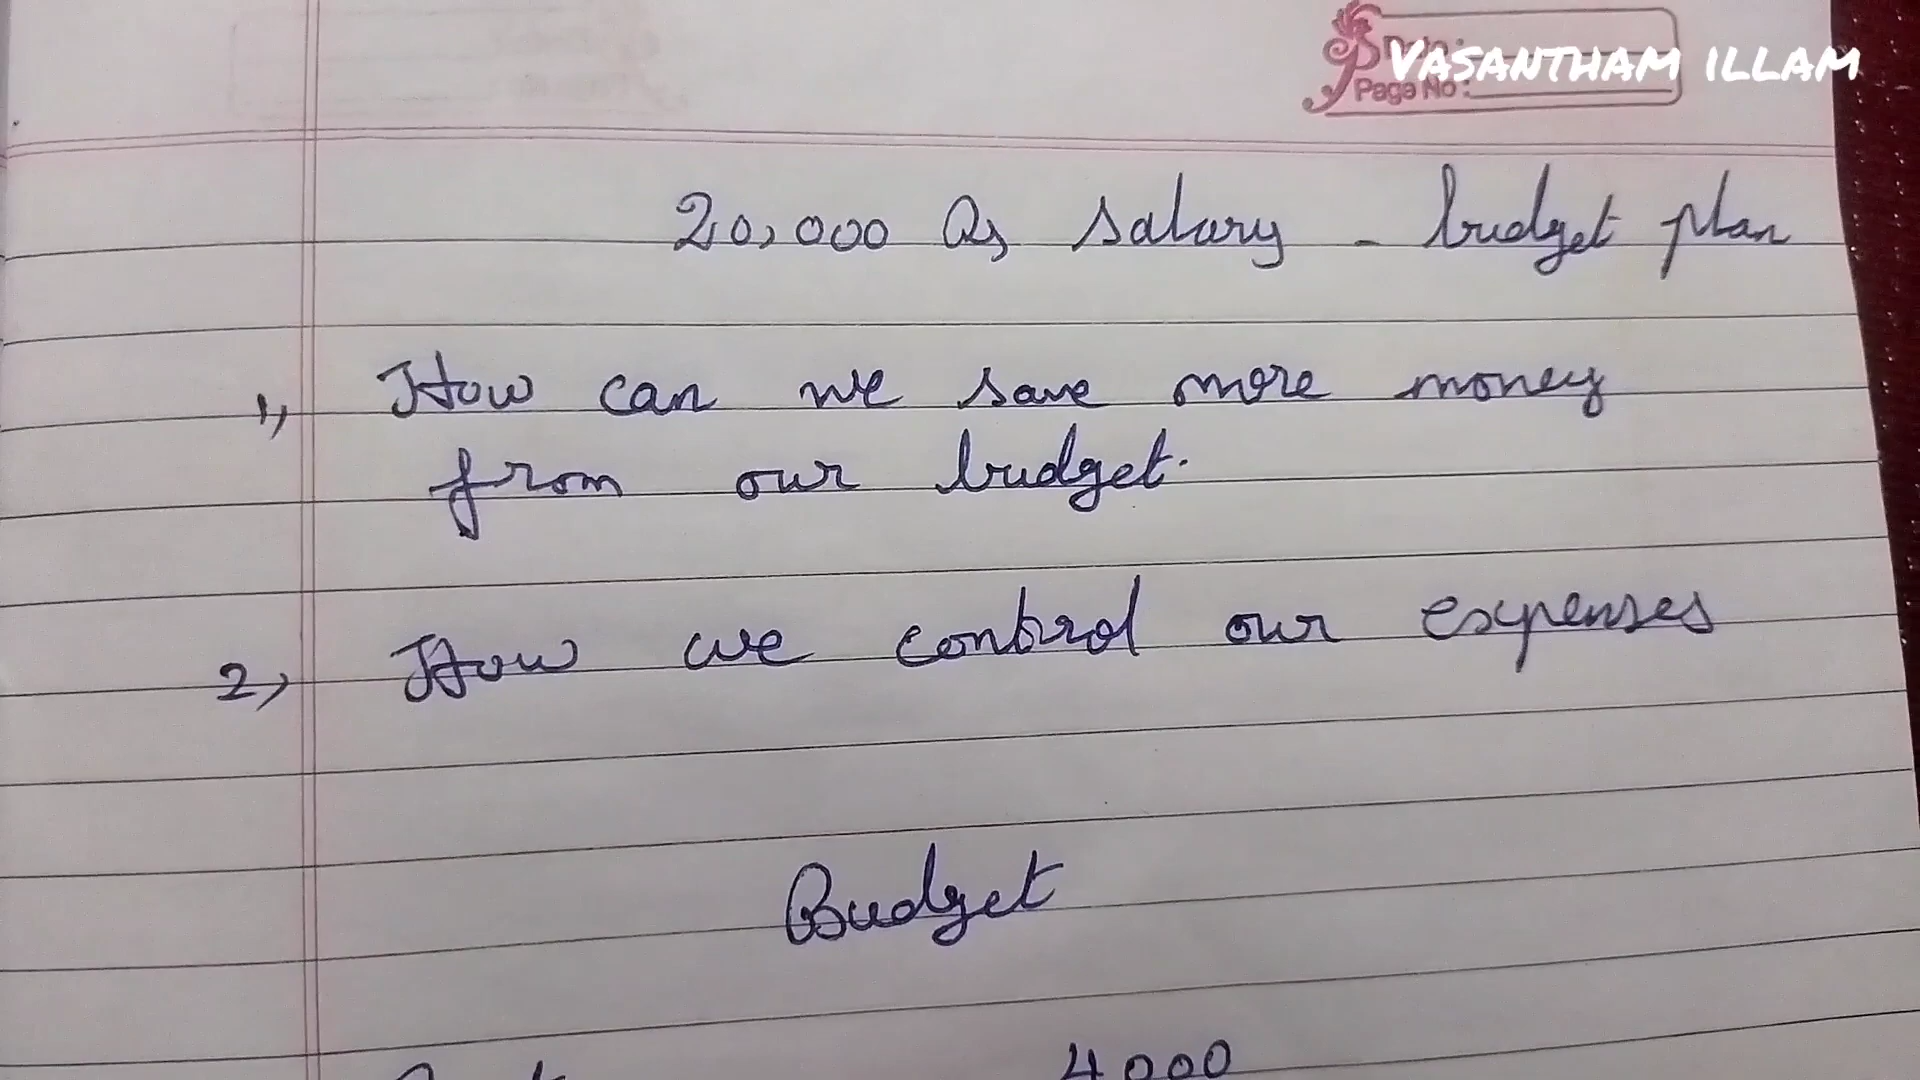 Date:
VASANTHAM ILLAM
Page No:
20,000 Rs salary - budget plan
1, How can we save more money
from our budget.
2, How we control our expenses
Budget
4000